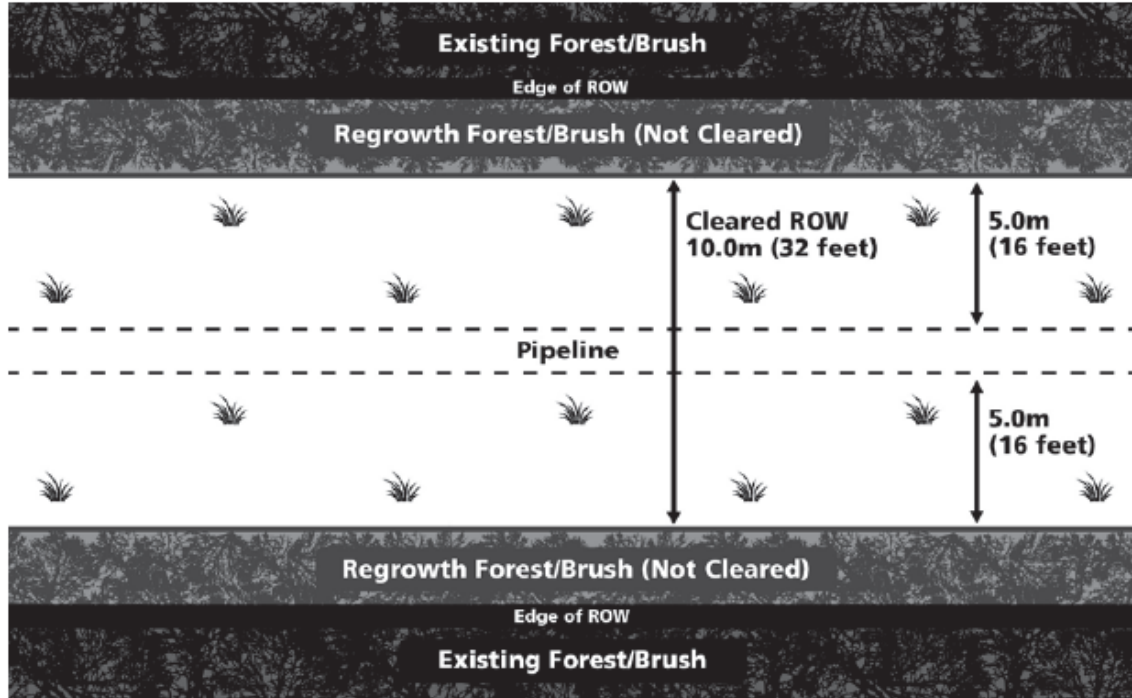 Existing Forest/Brush
Edge of ROW
Regrowth Forest/Brush (Not Cleared)
Cleared ROW
10.0m (32 feet)
5.0m
(16 feet)
Pipeline
5.0m
(16 feet)
Regrowth Forest/Brush (Not Cleared)
Edge of ROW
Existing Forest/Brush